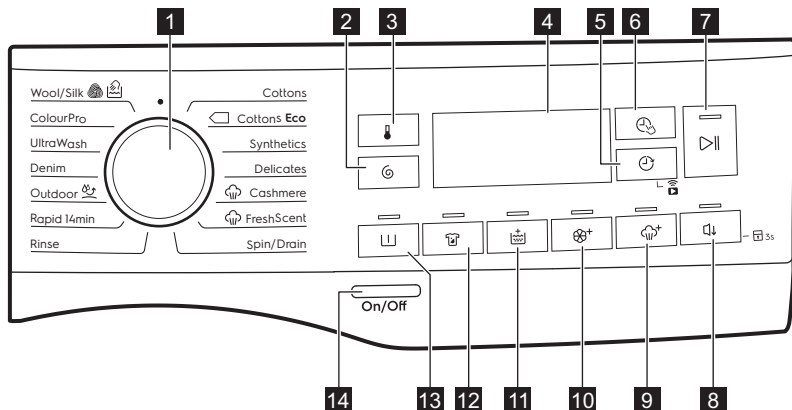 1 2 3 4 5 6 7
Wool/Silk Cottons
ColourPro Cottons Eco
UltraWash Synthetics
Denim Delicates
Outdoor Cashmere
Rapid 14min FreshScent
Rinse Spin/Drain
3s
On/Off
14 13 12 11 10 9 8